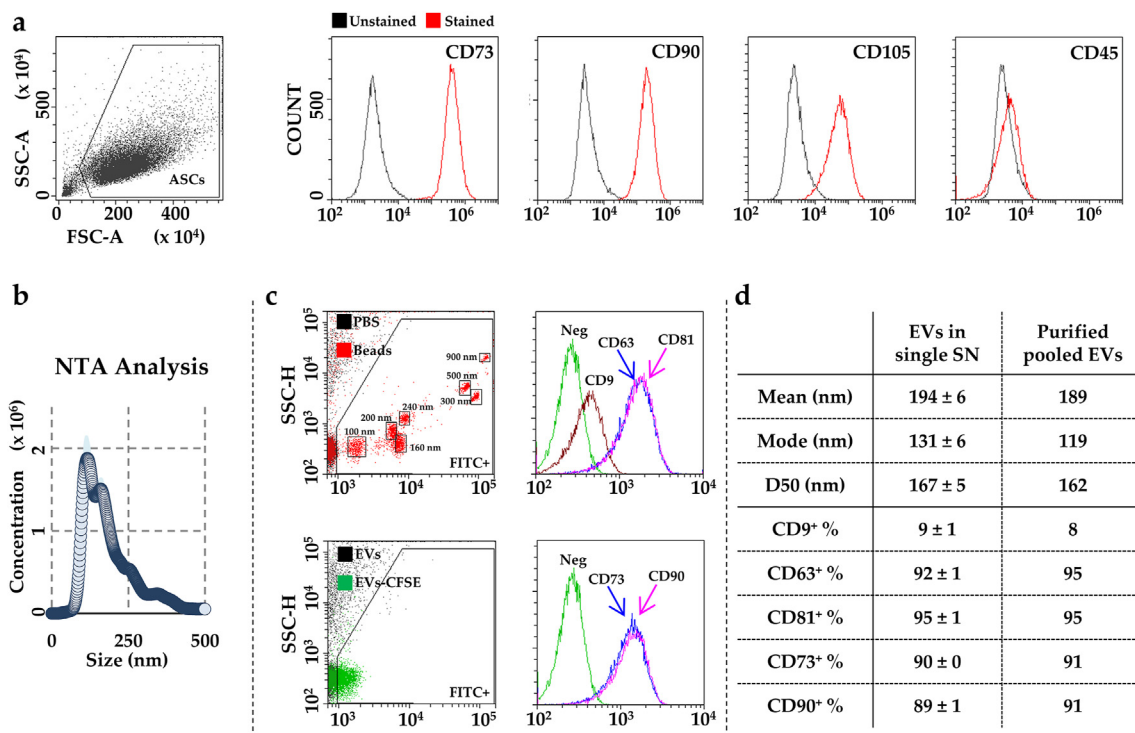 a
Unstained Stained
SSC-A (x 10⁴)
500
0
ASCs
0 200 400
FSC-A (x 10⁴)
COUNT
500
0
CD73
10² 10⁴ 10⁶
CD90
10² 10⁴ 10⁶
CD105
10² 10⁴ 10⁶
CD45
10² 10⁴ 10⁶
b
NTA Analysis
Concentration (x 10⁶)
2
1
0
0 250 500
Size (nm)
c
SSC-H
10⁵
10⁴
10³
10²
PBS
Beads
900 nm
500 nm
300 nm
240 nm
200 nm
100 nm
160 nm
FITC+
10³ 10⁴ 10⁵
Neg
CD63
CD81
CD9
10² 10³ 10⁴
SSC-H
10⁵
10⁴
10³
10²
EVs
EVs-CFSE
FITC+
10³ 10⁴ 10⁵
Neg
CD73
CD90
10² 10³ 10⁴
d
EVs in single SN Purified pooled EVs
Mean (nm) 194 ± 6 189
Mode (nm) 131 ± 6 119
D50 (nm) 167 ± 5 162
CD9⁺ % 9 ± 1 8
CD63⁺ % 92 ± 1 95
CD81⁺ % 95 ± 1 95
CD73⁺ % 90 ± 0 91
CD90⁺ % 89 ± 1 91